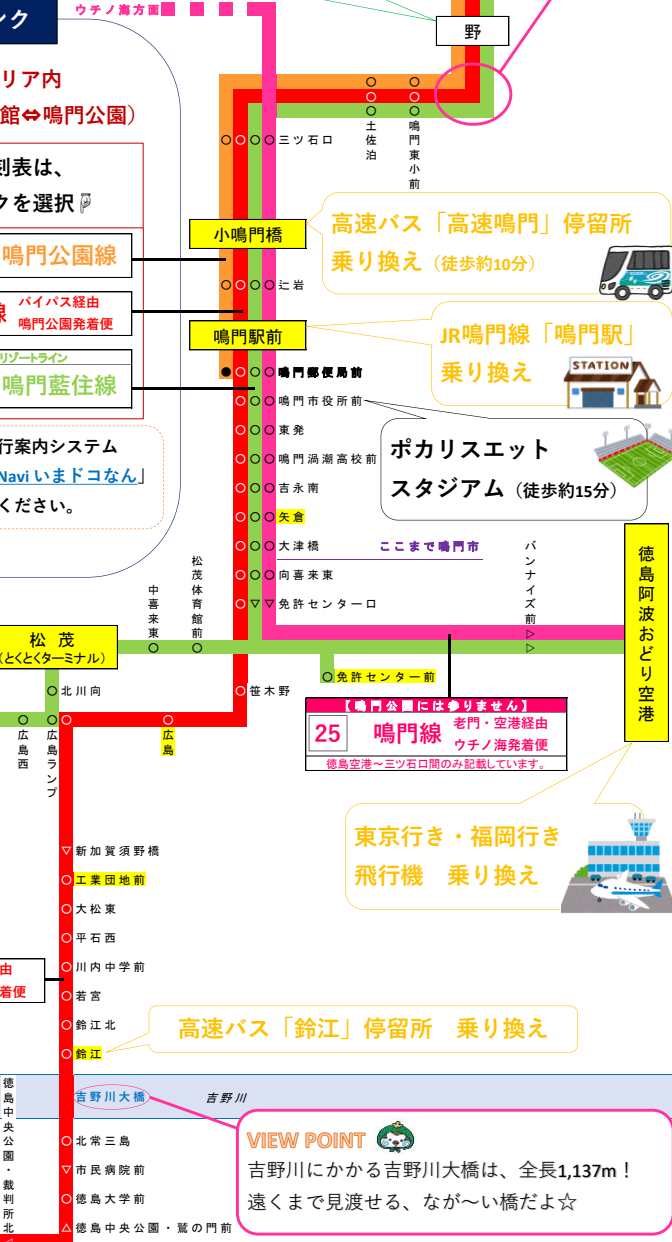 ウチノ海方面
ンク
リア内
館⇔鳴門公園）
刻表は、
クを選択☟
鳴門公園線
線 バイパス経由
鳴門公園発着便
リゾートライン
鳴門藍住線
行案内システム
Navi いまドコなん」
ください。
野
土佐泊
鳴門東小前
三ツ石口
小鳴門橋
高速バス「高速鳴門」停留所
乗り換え（徒歩約10分）
辻岩
鳴門駅前
JR鳴門線「鳴門駅」
乗り換え
STATION
鳴門郵便局前
鳴門市役所前
東発
鳴門渦潮高校前
吉永南
矢倉
大津橋
向喜来東
免許センター口
ポカリスエット
スタジアム（徒歩約15分）
ここまで鳴門市
バンナイズ前
徳島阿波おどり空港
松茂体育館前
中喜来東
松茂
（とくとくターミナル）
免許センター前
北川向
笹木野
広島西
広島ランプ
広島
【鳴門公園には参りません】
25 鳴門線 老門・空港経由
ウチノ海発着便
徳島空港～三ツ石口間のみ記載しています。
東京行き・福岡行き
飛行機 乗り換え
新加賀須野橋
工業団地前
大松東
平石西
川内中学前
由
着便
若宮
鈴江北
鈴江
高速バス「鈴江」停留所 乗り換え
吉野川大橋
吉野川
徳島中央公園・裁判所北
北常三島
市民病院前
徳島大学前
徳島中央公園・鷲の門前
VIEW POINT
吉野川にかかる吉野川大橋は、全長1,137m！
遠くまで見渡せる、なが～い橋だよ☆